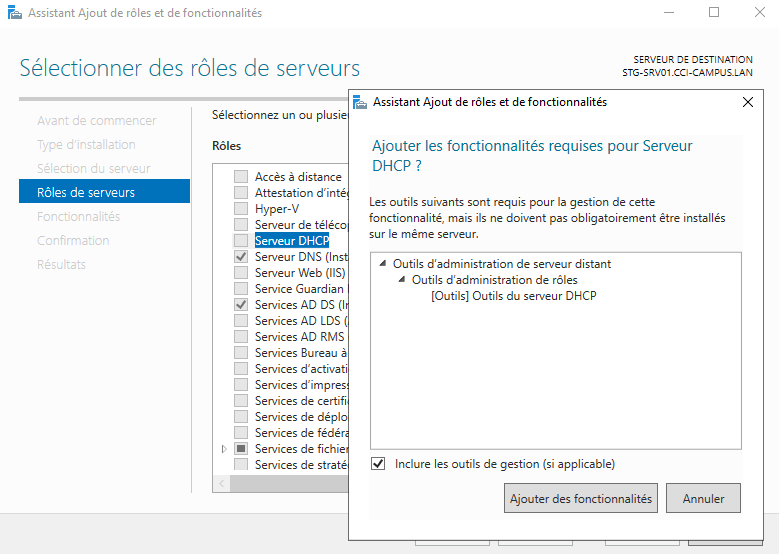 Assistant Ajout de rôles et de fonctionnalités
Sélectionner des rôles de serveurs
SERVEUR DE DESTINATION
STG-SRV01.CCI-CAMPUS.LAN
Avant de commencer
Type d'installation
Sélection du serveur
Rôles de serveurs
Fonctionnalités
Confirmation
Résultats
Sélectionnez un ou plusie
Rôles
Accès à distance
Attestation d'inté
Hyper-V
Serveur de téléco
Serveur DHCP
Serveur DNS (Inst
Serveur Web (IIS)
Service Guardian
Services AD DS (In
Services AD LDS (
Services AD RMS
Services Bureau à
Services d'activati
Services d'impres
Services de certifi
Services de déplo
Services de fédéra
Services de fichier
Services de straté
Assistant Ajout de rôles et de fonctionnalités
Ajouter les fonctionnalités requises pour Serveur
DHCP ?
Les outils suivants sont requis pour la gestion de cette
fonctionnalité, mais ils ne doivent pas obligatoirement être installés
sur le même serveur.
Outils d'administration de serveur distant
Outils d'administration de rôles
[Outils] Outils du serveur DHCP
Inclure les outils de gestion (si applicable)
Ajouter des fonctionnalités
Annuler